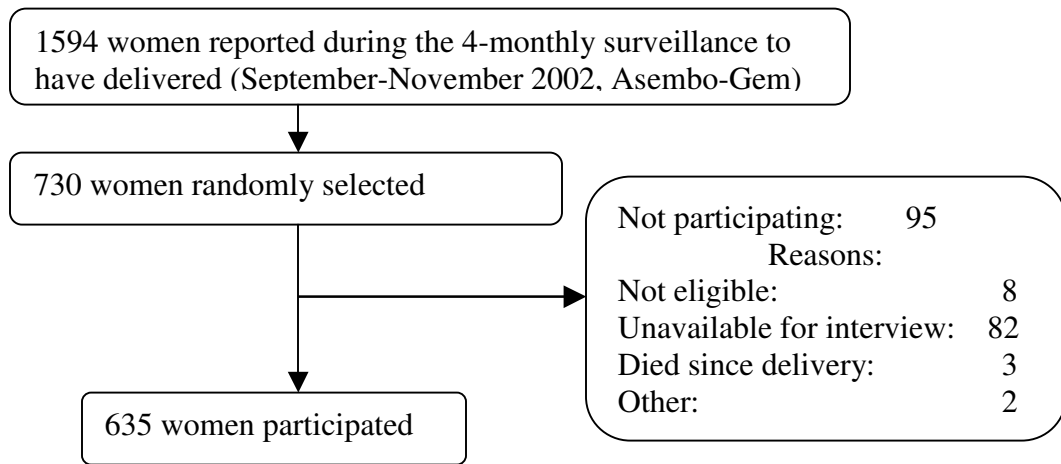 1594 women reported during the 4-monthly surveillance to
have delivered (September-November 2002, Asembo-Gem)
730 women randomly selected
Not participating: 95
Reasons:
Not eligible: 8
Unavailable for interview: 82
Died since delivery: 3
Other: 2
635 women participated